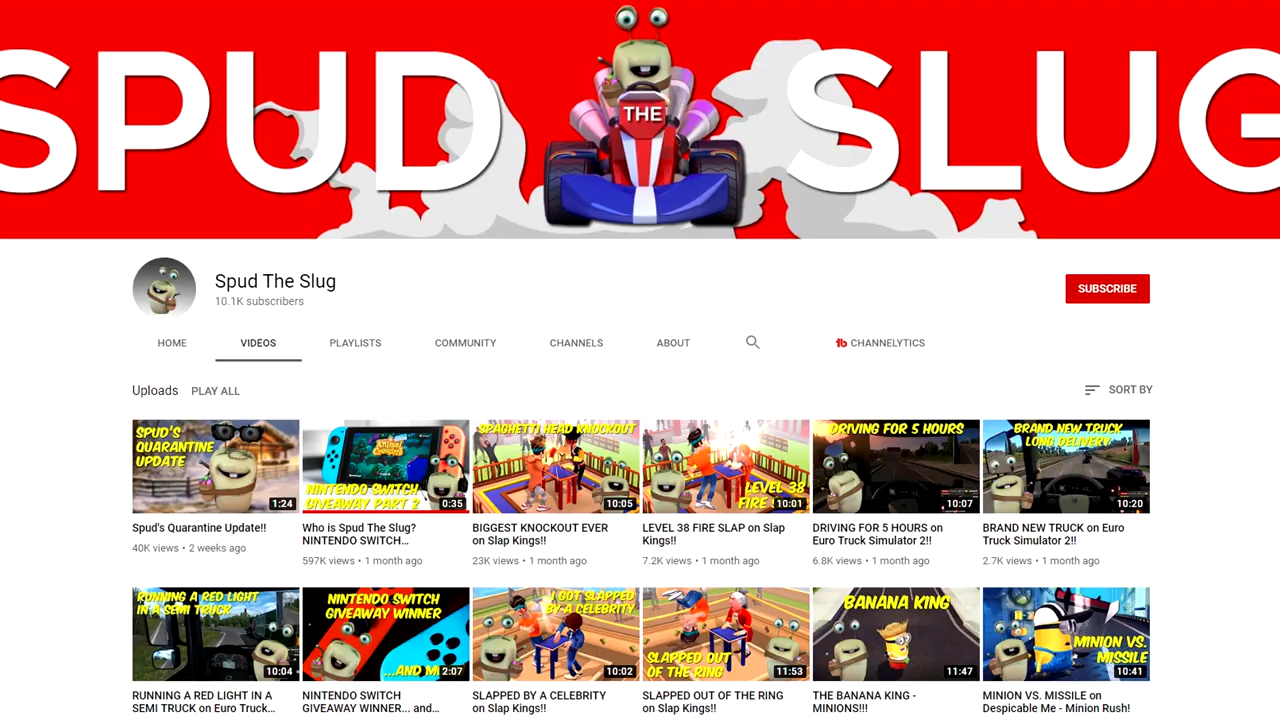 SPUD THE SLUG
Spud The Slug
10.1K subscribers
SUBSCRIBE
HOME VIDEOS PLAYLISTS COMMUNITY CHANNELS ABOUT CHANNELYTICS
Uploads PLAY ALL SORT BY
SPUD'S
QUARANTINE
UPDATE
1:24
Spud's Quarantine Update!!
40K views • 2 weeks ago
Animal
Crossing
NINTENDO SWITCH
GIVEAWAY PART 2
0:35
Who is Spud The Slug?
NINTENDO SWITCH...
597K views • 1 month ago
SPAGHETTI HEAD KNOCKOUT
10:05
BIGGEST KNOCKOUT EVER
on Slap Kings!!
23K views • 1 month ago
LEVEL 38
FIRE
10:01
LEVEL 38 FIRE SLAP on Slap
Kings!!
7.2K views • 1 month ago
DRIVING FOR 5 HOURS
10:07
DRIVING FOR 5 HOURS on
Euro Truck Simulator 2!!
6.8K views • 1 month ago
BRAND NEW TRUCK
LONG DELIVERY
10:20
BRAND NEW TRUCK on Euro
Truck Simulator 2!!
2.7K views • 1 month ago
RUNNING A RED LIGHT
IN A SEMI TRUCK
10:04
RUNNING A RED LIGHT IN A
SEMI TRUCK on Euro Truck...
NINTENDO SWITCH
GIVEAWAY WINNER
...AND M
2:07
NINTENDO SWITCH
GIVEAWAY WINNER... and...
I GOT SLAPPED
BY A CELEBRITY
10:02
SLAPPED BY A CELEBRITY
on Slap Kings!!
SLAPPED OUT
OF THE RING
11:53
SLAPPED OUT OF THE RING
on Slap Kings!!
BANANA KING
11:47
THE BANANA KING -
MINIONS!!!
MINION VS.
MISSILE
10:41
MINION VS. MISSILE on
Despicable Me - Minion Rush!